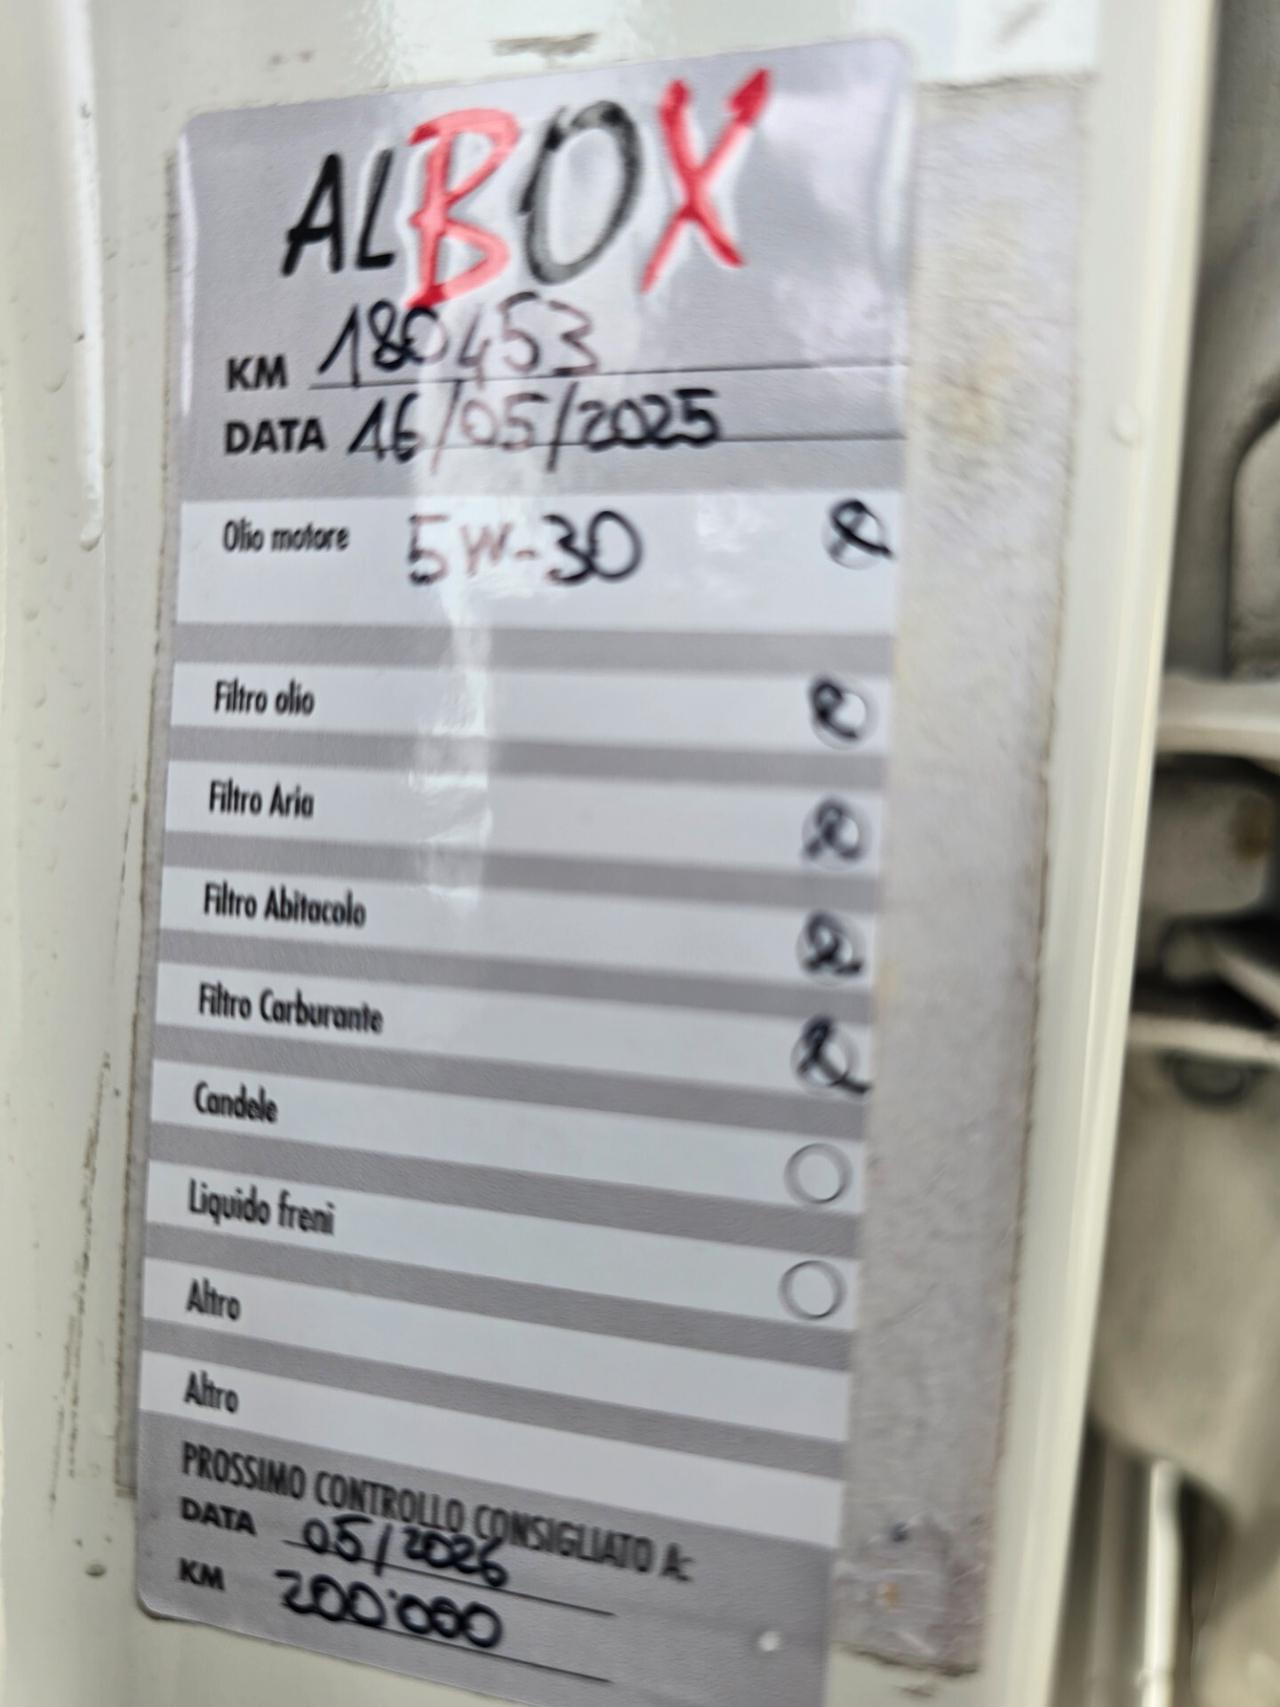 ALBOX
KM 180453
DATA 16/05/2025
Olio motore 5W-30
Filtro olio
Filtro Aria
Filtro Abitacolo
Filtro Carburante
Candele
Liquido freni
Altro
Altro
PROSSIMO CONTROLLO CONSIGLIATO A:
DATA 05/2026
KM 200'000